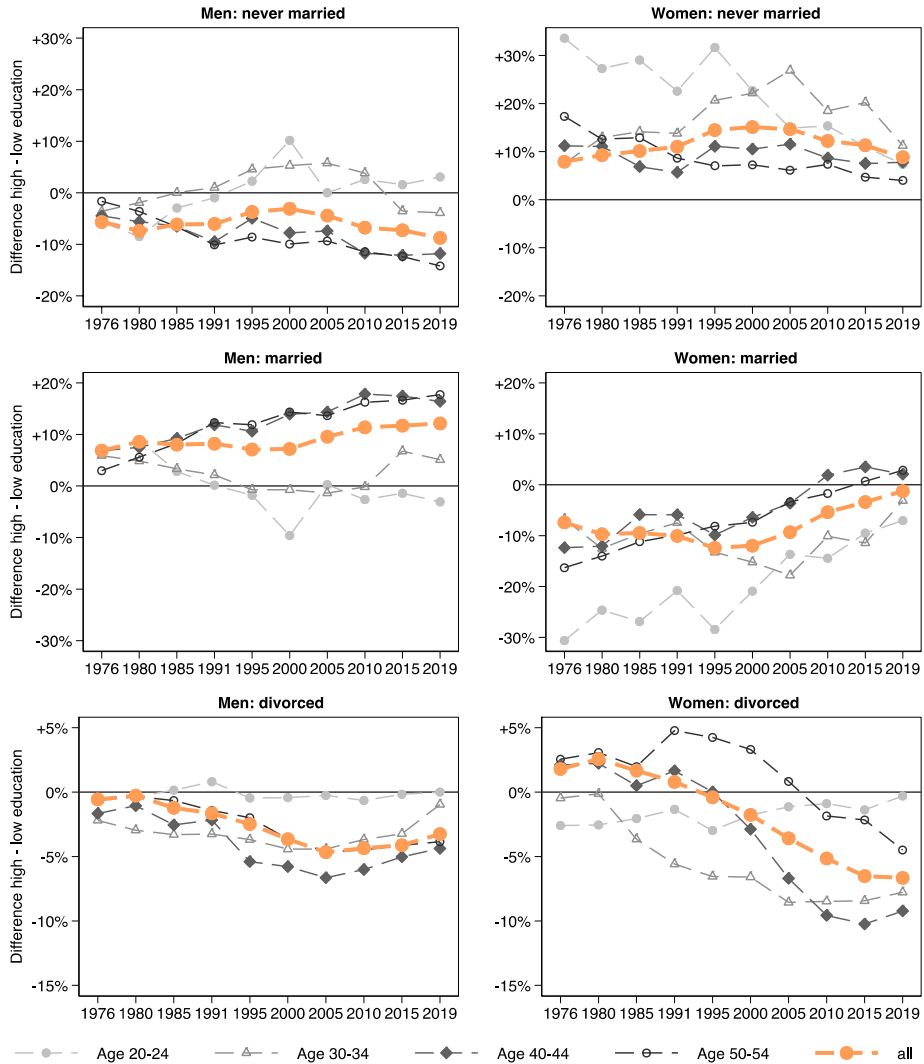 Men: never married
Women: never married
Difference high - low education
+30%
+20%
+10%
0%
-10%
-20%
1976 1980 1985 1991 1995 2000 2005 2010 2015 2019
+30%
+20%
+10%
0%
-10%
-20%
1976 1980 1985 1991 1995 2000 2005 2010 2015 2019
Men: married
Women: married
Difference high - low education
+20%
+10%
0%
-10%
-20%
-30%
1976 1980 1985 1991 1995 2000 2005 2010 2015 2019
+20%
+10%
0%
-10%
-20%
-30%
1976 1980 1985 1991 1995 2000 2005 2010 2015 2019
Men: divorced
Women: divorced
Difference high - low education
+5%
0%
-5%
-10%
-15%
1976 1980 1985 1991 1995 2000 2005 2010 2015 2019
+5%
0%
-5%
-10%
-15%
1976 1980 1985 1991 1995 2000 2005 2010 2015 2019
Age 20-24 Age 30-34 Age 40-44 Age 50-54 all